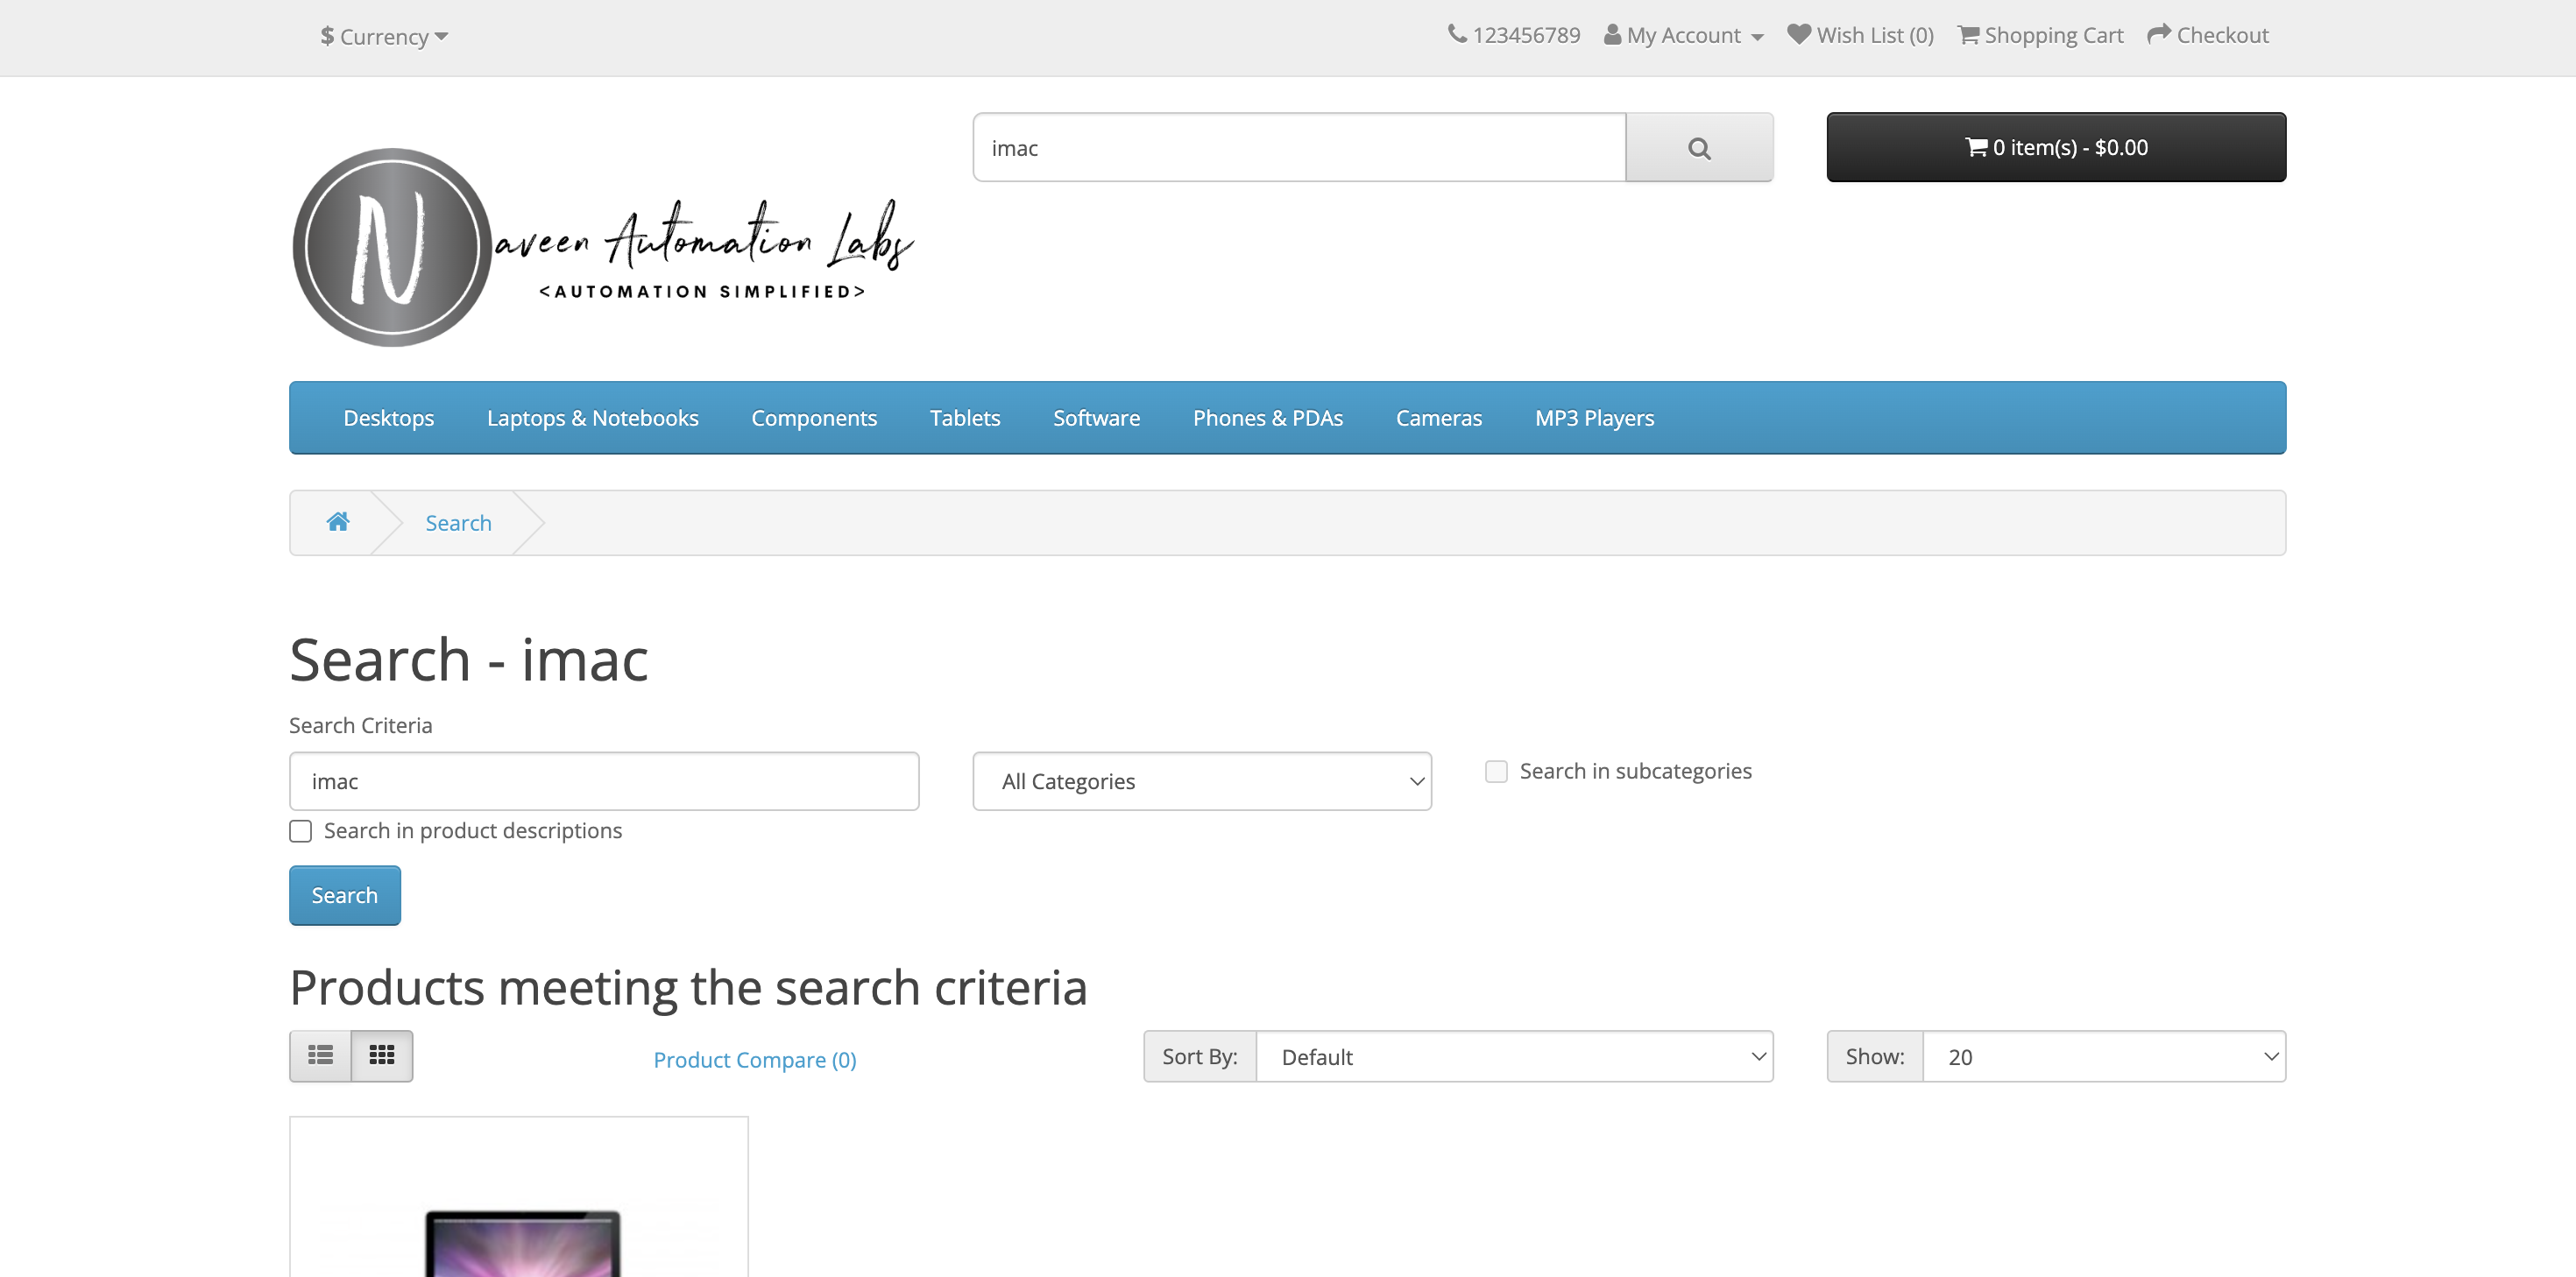 $ Currency
123456789 My Account Wish List (0) Shopping Cart Checkout
imac
0 item(s) - $0.00
Naveen Automation Labs
<AUTOMATION SIMPLIFIED>
Desktops Laptops & Notebooks Components Tablets Software Phones & PDAs Cameras MP3 Players
Search
Search - imac
Search Criteria
imac
All Categories
Search in subcategories
Search in product descriptions
Search
Products meeting the search criteria
Product Compare (0)
Sort By: Default
Show: 20